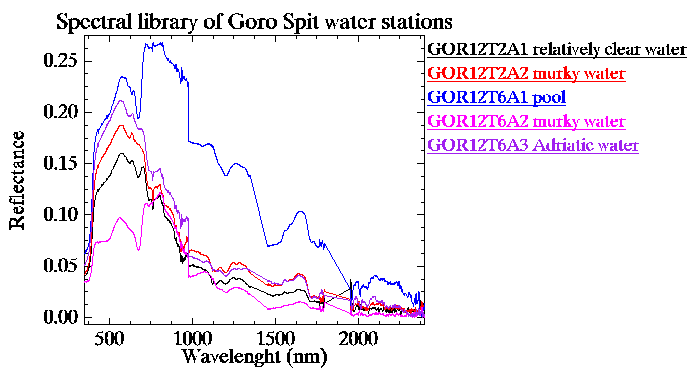 Spectral library of Goro Spit water stations
GOR12T2A1 relatively clear water
GOR12T2A2 murky water
GOR12T6A1 pool
GOR12T6A2 murky water
GOR12T6A3 Adriatic water
Reflectance
0.25
0.20
0.15
0.10
0.05
0.00
500 1000 1500 2000
Wavelenght (nm)